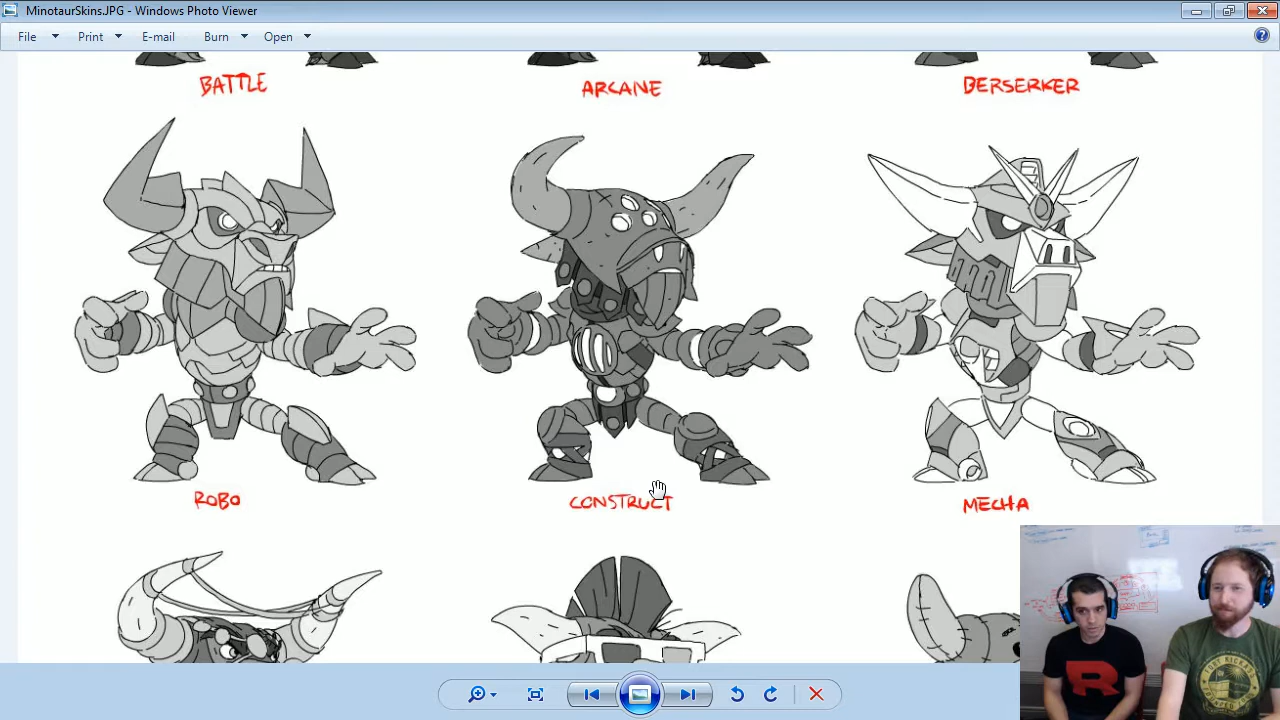 MinotaurSkins.JPG - Windows Photo Viewer
File Print E-mail Burn Open
BATTLE ARCANE BERSERKER
ROBO CONSTRUCT MECHA
R